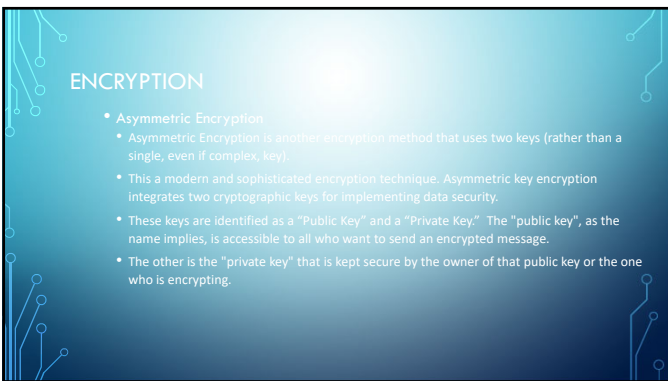 ENCRYPTION
• Asymmetric Encryption
• Asymmetric Encryption is another encryption method that uses two keys (rather than a
single, even if complex, key).
• This a modern and sophisticated encryption technique. Asymmetric key encryption
integrates two cryptographic keys for implementing data security.
• These keys are identified as a "Public Key" and a “Private Key.”  The "public key", as the
name implies, is accessible to all who want to send an encrypted message.
• The other is the "private key" that is kept secure by the owner of that public key or the one
who is encrypting.